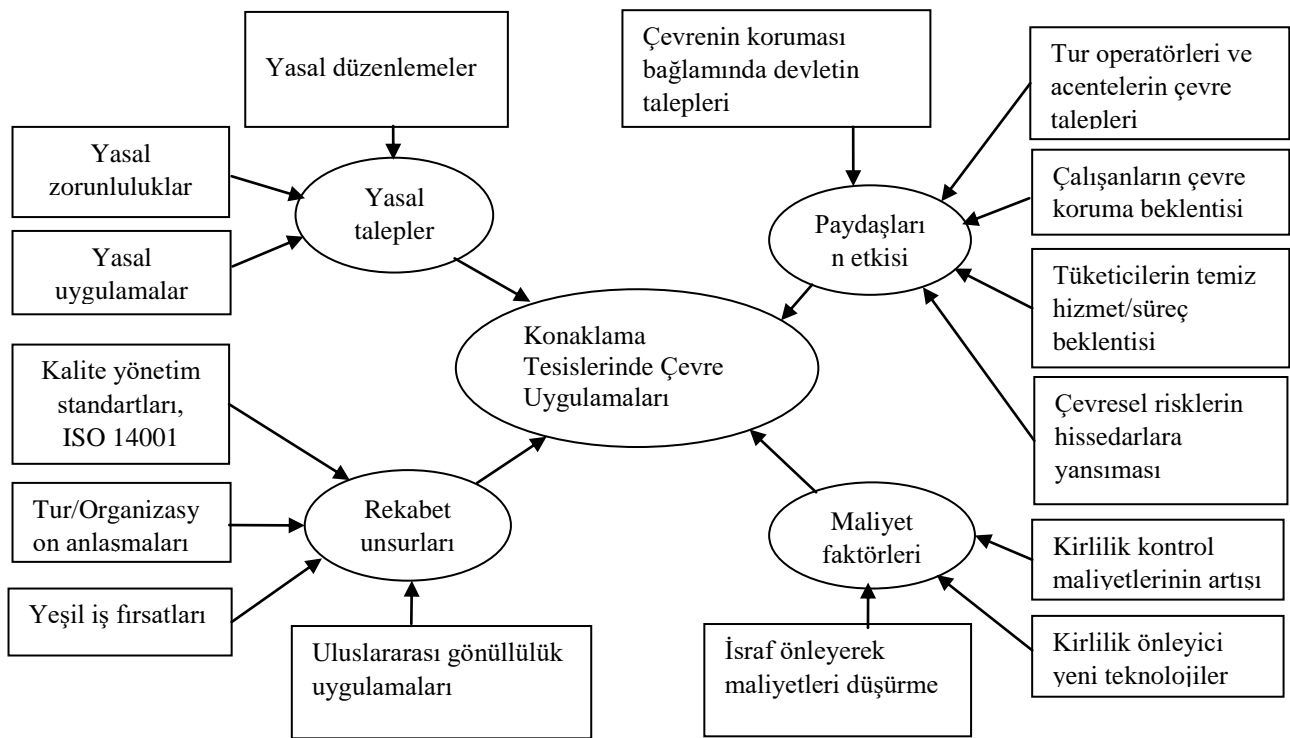 Yasal düzenlemeler
Çevrenin koruması
bağlamında devletin
talepleri
Tur operatörleri ve
acentelerin çevre
talepleri
Yasal
zorunluluklar
Yasal
talepler
Çalışanların çevre
koruma beklentisi
Paydaşları
n etkisi
Yasal
uygulamalar
Tüketicilerin temiz
hizmet/süreç
beklentisi
Konaklama
Tesislerinde Çevre
Uygulamaları
Kalite yönetim
standartları,
ISO 14001
Çevresel risklerin
hissedarlara
yansıması
Tur/Organizasy
on anlasmaları
Rekabet
unsurları
Maliyet
faktörleri
Kirlilik kontrol
maliyetlerinin artışı
Yeşil iş fırsatları
Uluslararası gönüllülük
uygulamaları
İsraf önleyerek
maliyetleri düşürme
Kirlilik önleyici
yeni teknolojiler